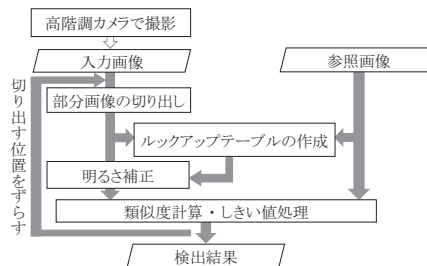 高階調カメラで撮影
入力画像
参照画像
部分画像の切り出し
ルックアップテーブルの作成
明るさ補正
類似度計算・しきい値処理
検出結果
切り出す位置をずらす